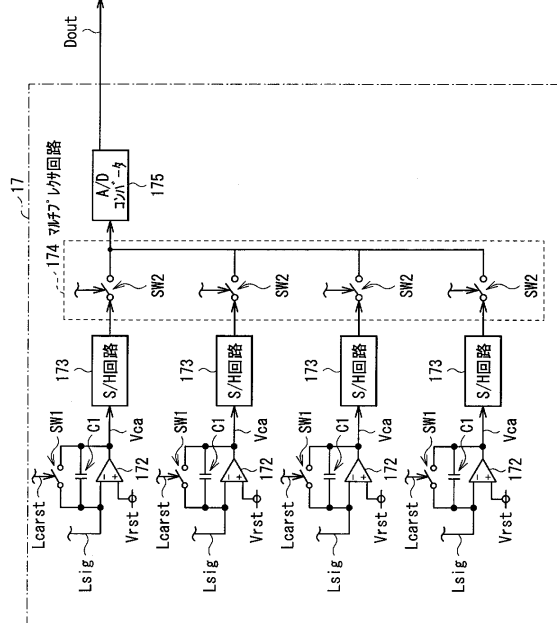 17
174 マルチプレクサ回路
A/D
コンバータ
175
Dout
SW2
SW2
SW2
SW2
173
S/H回路
173
S/H回路
173
S/H回路
173
S/H回路
Lcarst
SW1
C1
Vca
172
Vrst
Lsig
Lcarst
SW1
C1
Vca
172
Vrst
Lsig
Lcarst
SW1
C1
Vca
172
Vrst
Lsig
Lcarst
SW1
C1
Vca
172
Vrst
Lsig